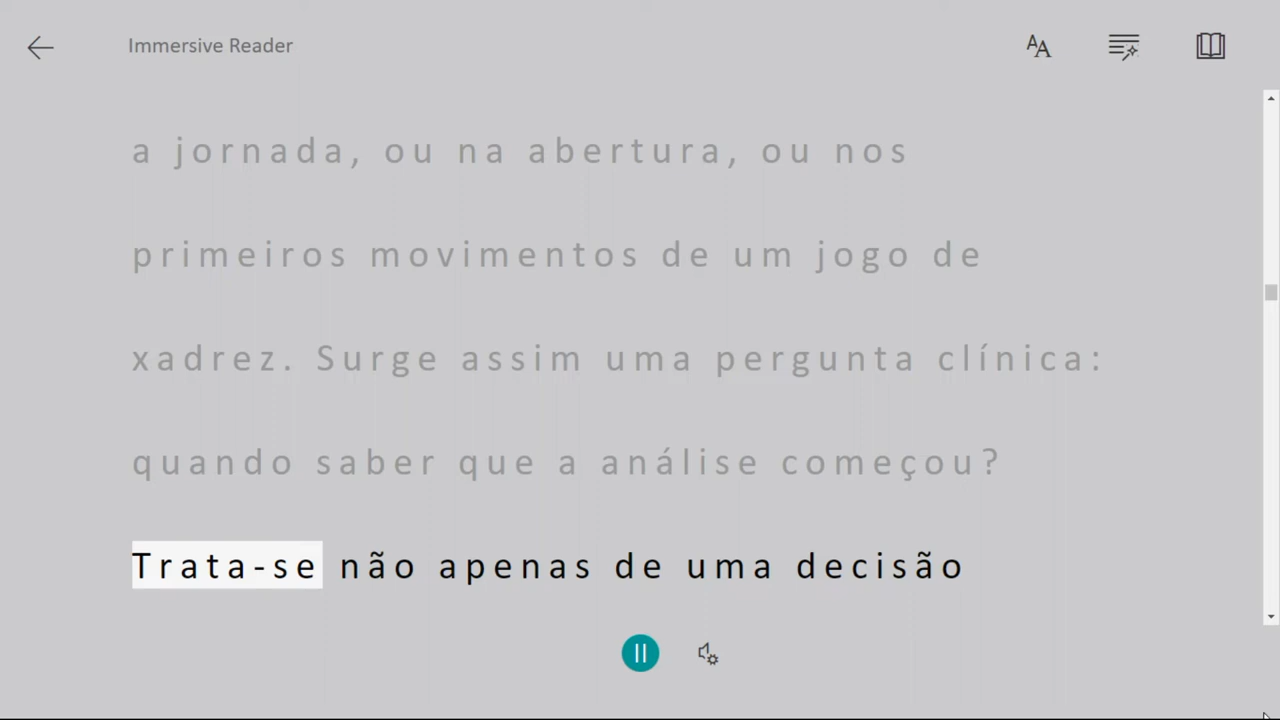 Immersive Reader
a jornada, ou na abertura, ou nos
primeiros movimentos de um jogo de
xadrez. Surge assim uma pergunta clínica:
quando saber que a análise começou?
Trata-se não apenas de uma decisão